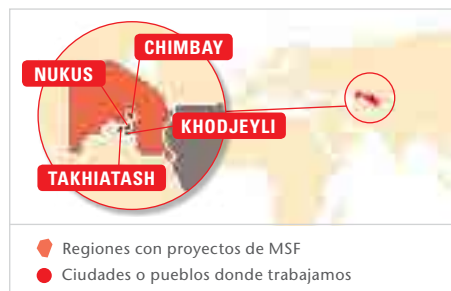 CHIMBAY
NUKUS
KHODJEYLI
TAKHIATASH
Regiones con proyectos de MSF
Ciudades o pueblos donde trabajamos